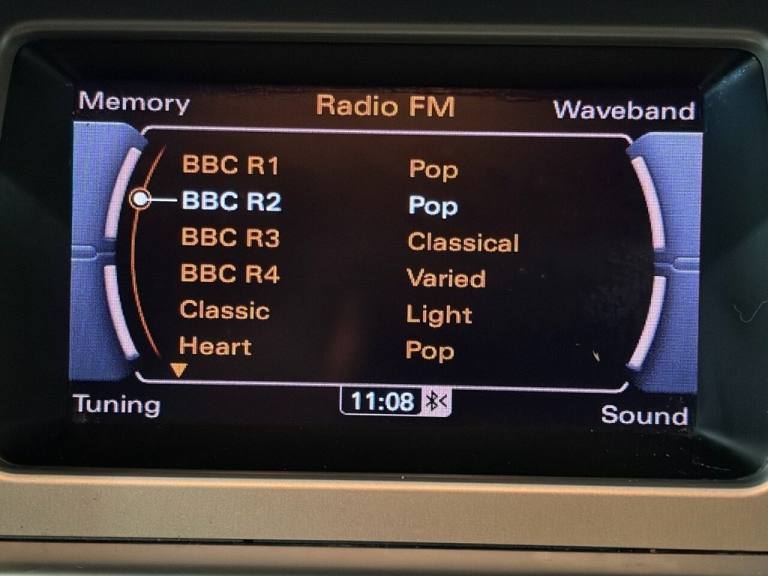 Memory Radio FM Waveband
BBC R1 Pop
BBC R2 Pop
BBC R3 Classical
BBC R4 Varied
Classic Light
Heart Pop
Tuning 11:08 Sound